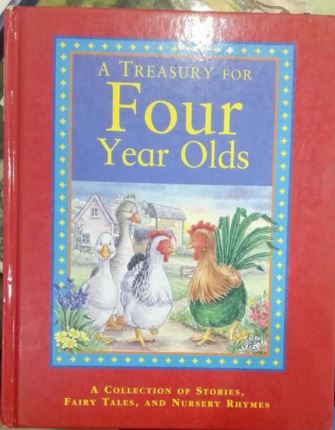 A Treasury for
Four
Year Olds
A Collection of Stories,
Fairy Tales, and Nursery Rhymes